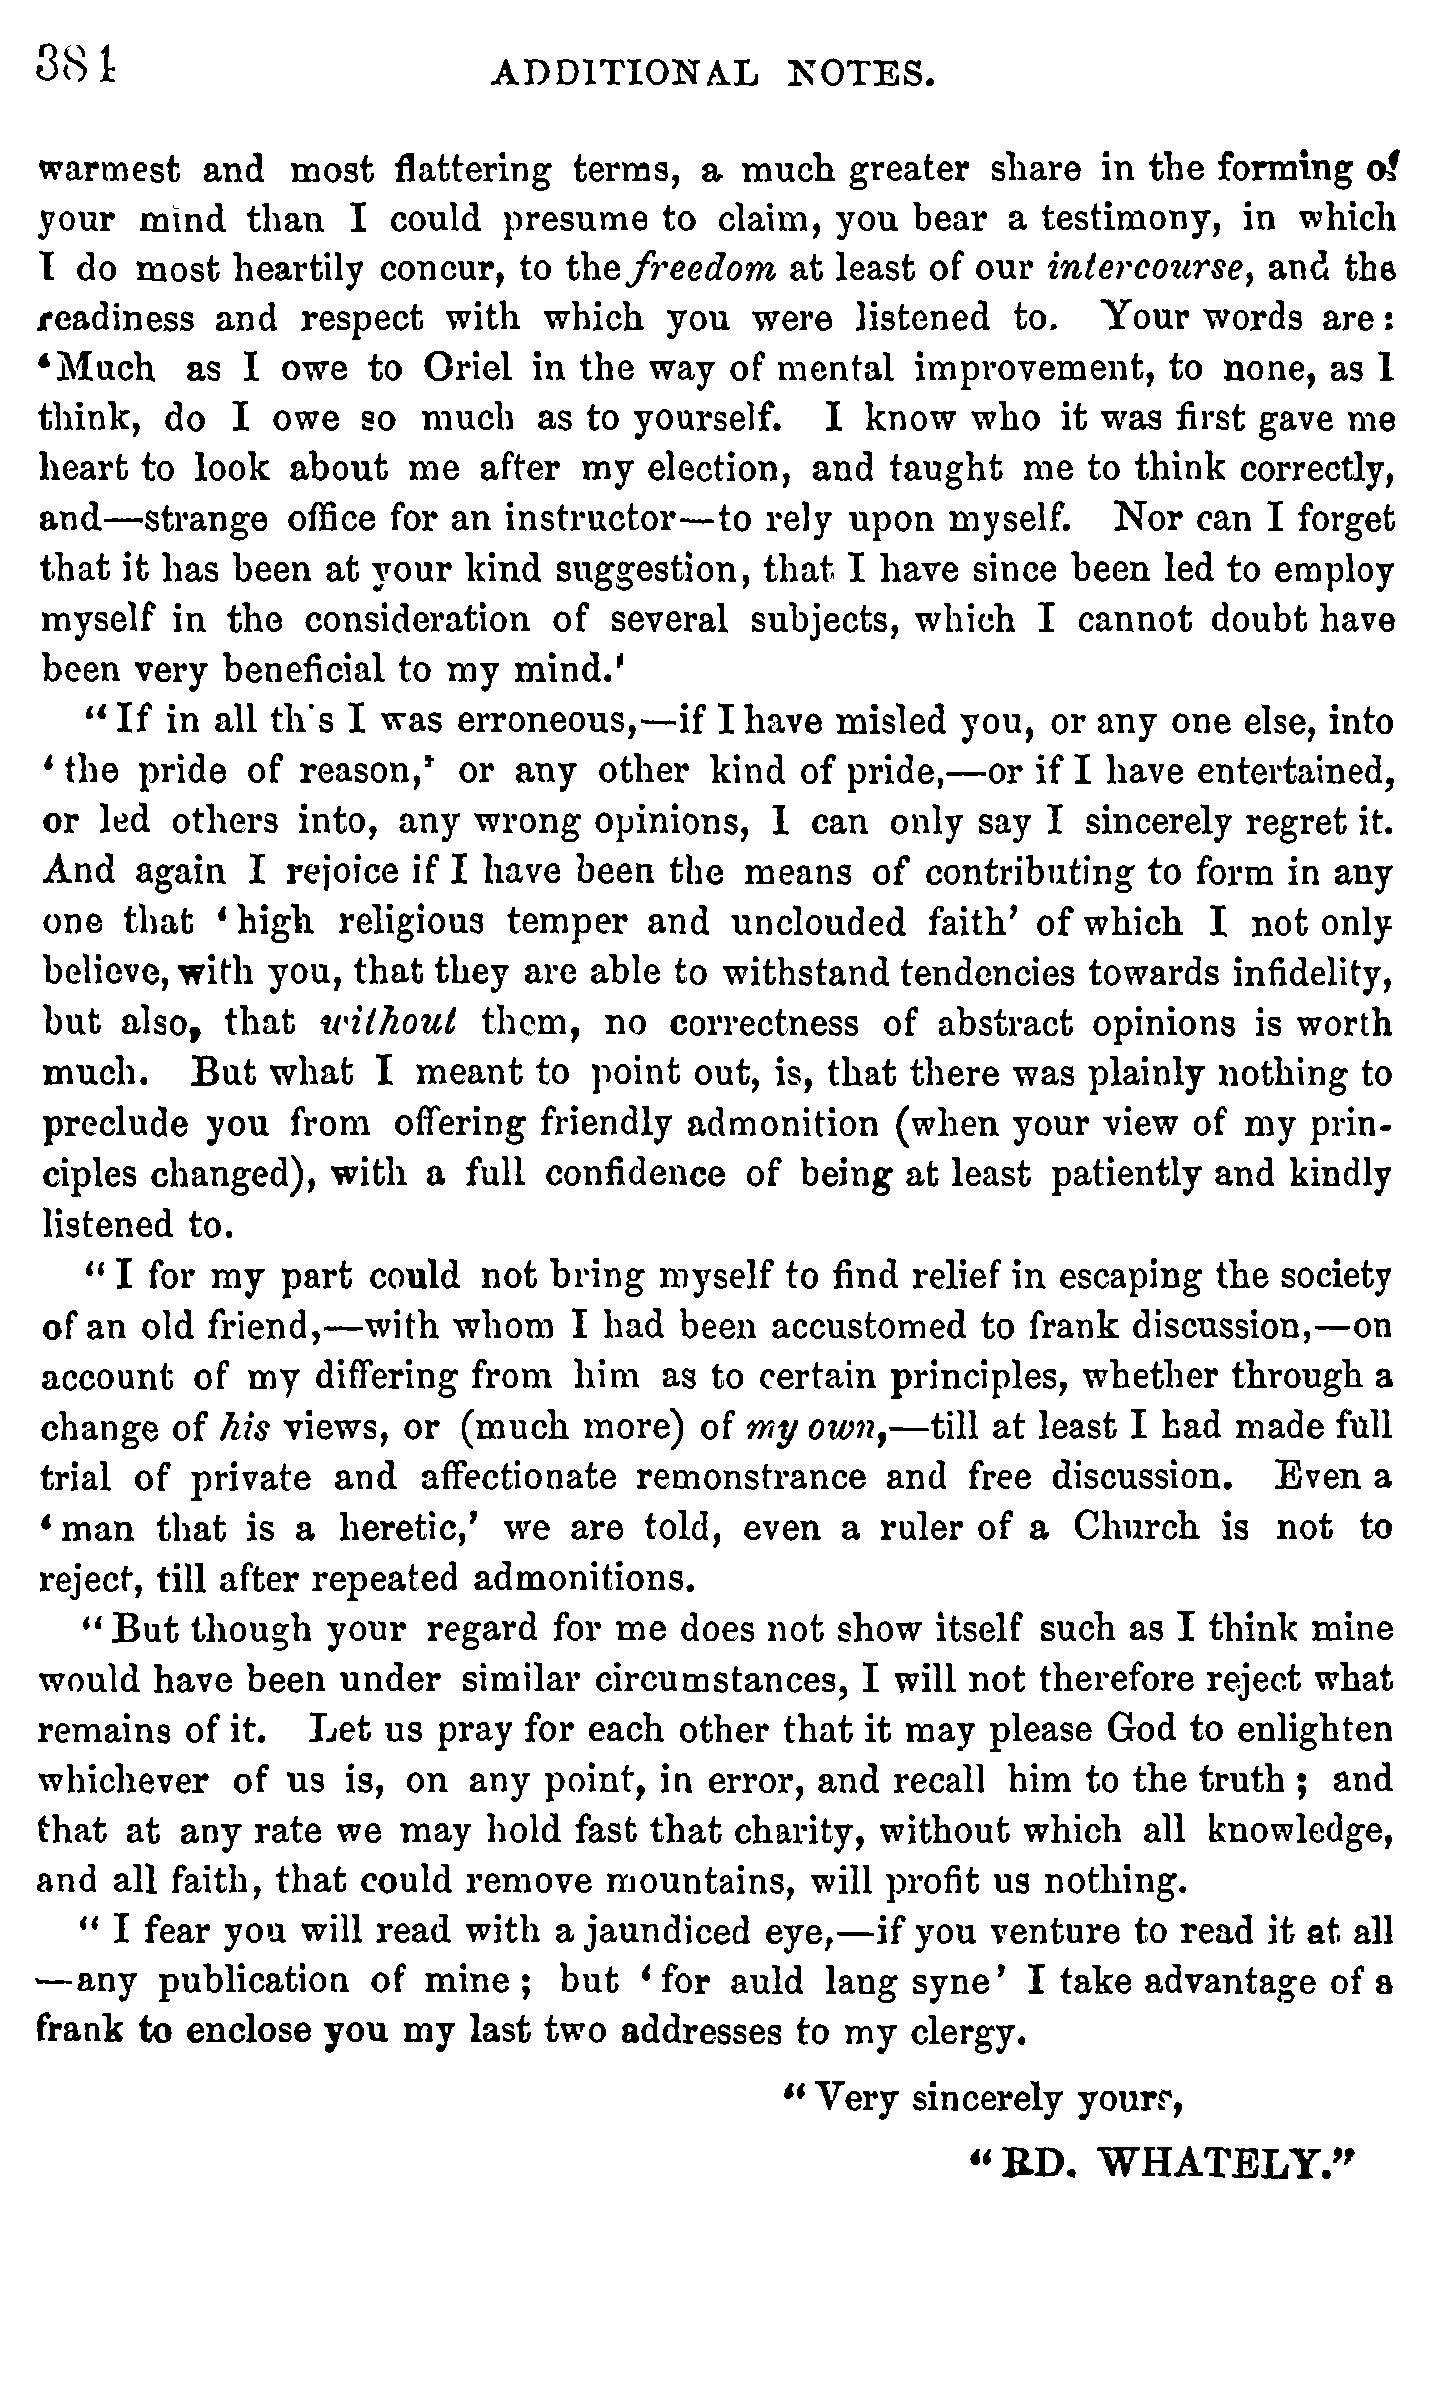 384 ADDITIONAL NOTES.
warmest and most flattering terms, a much greater share in the forming of
your mind than I could presume to claim, you bear a testimony, in which
I do most heartily concur, to the freedom at least of our intercourse, and the
readiness and respect with which you were listened to. Your words are:
‘Much as I owe to Oriel in the way of mental improvement, to none, as I
think, do I owe so much as to yourself. I know who it was first gave me
heart to look about me after my election, and taught me to think correctly,
and—strange office for an instructor—to rely upon myself. Nor can I forget
that it has been at your kind suggestion, that I have since been led to employ
myself in the consideration of several subjects, which I cannot doubt have
been very beneficial to my mind.'
“If in all this I was erroneous,—if I have misled you, or any one else, into
‘the pride of reason,’ or any other kind of pride,—or if I have entertained,
or led others into, any wrong opinions, I can only say I sincerely regret it.
And again I rejoice if I have been the means of contributing to form in any
one that ‘high religious temper and unclouded faith’ of which I not only
believe, with you, that they are able to withstand tendencies towards infidelity,
but also, that without them, no correctness of abstract opinions is worth
much. But what I meant to point out, is, that there was plainly nothing to
preclude you from offering friendly admonition (when your view of my prin-
ciples changed), with a full confidence of being at least patiently and kindly
listened to.
“I for my part could not bring myself to find relief in escaping the society
of an old friend,—with whom I had been accustomed to frank discussion,—on
account of my differing from him as to certain principles, whether through a
change of his views, or (much more) of my own,—till at least I had made full
trial of private and affectionate remonstrance and free discussion. Even a
‘man that is a heretic,’ we are told, even a ruler of a Church is not to
reject, till after repeated admonitions.
“But though your regard for me does not show itself such as I think mine
would have been under similar circumstances, I will not therefore reject what
remains of it. Let us pray for each other that it may please God to enlighten
whichever of us is, on any point, in error, and recall him to the truth; and
that at any rate we may hold fast that charity, without which all knowledge,
and all faith, that could remove mountains, will profit us nothing.
“I fear you will read with a jaundiced eye,—if you venture to read it at all
—any publication of mine; but ‘for auld lang syne’ I take advantage of a
frank to enclose you my last two addresses to my clergy.
“Very sincerely yours,
“RD. WHATELY.”